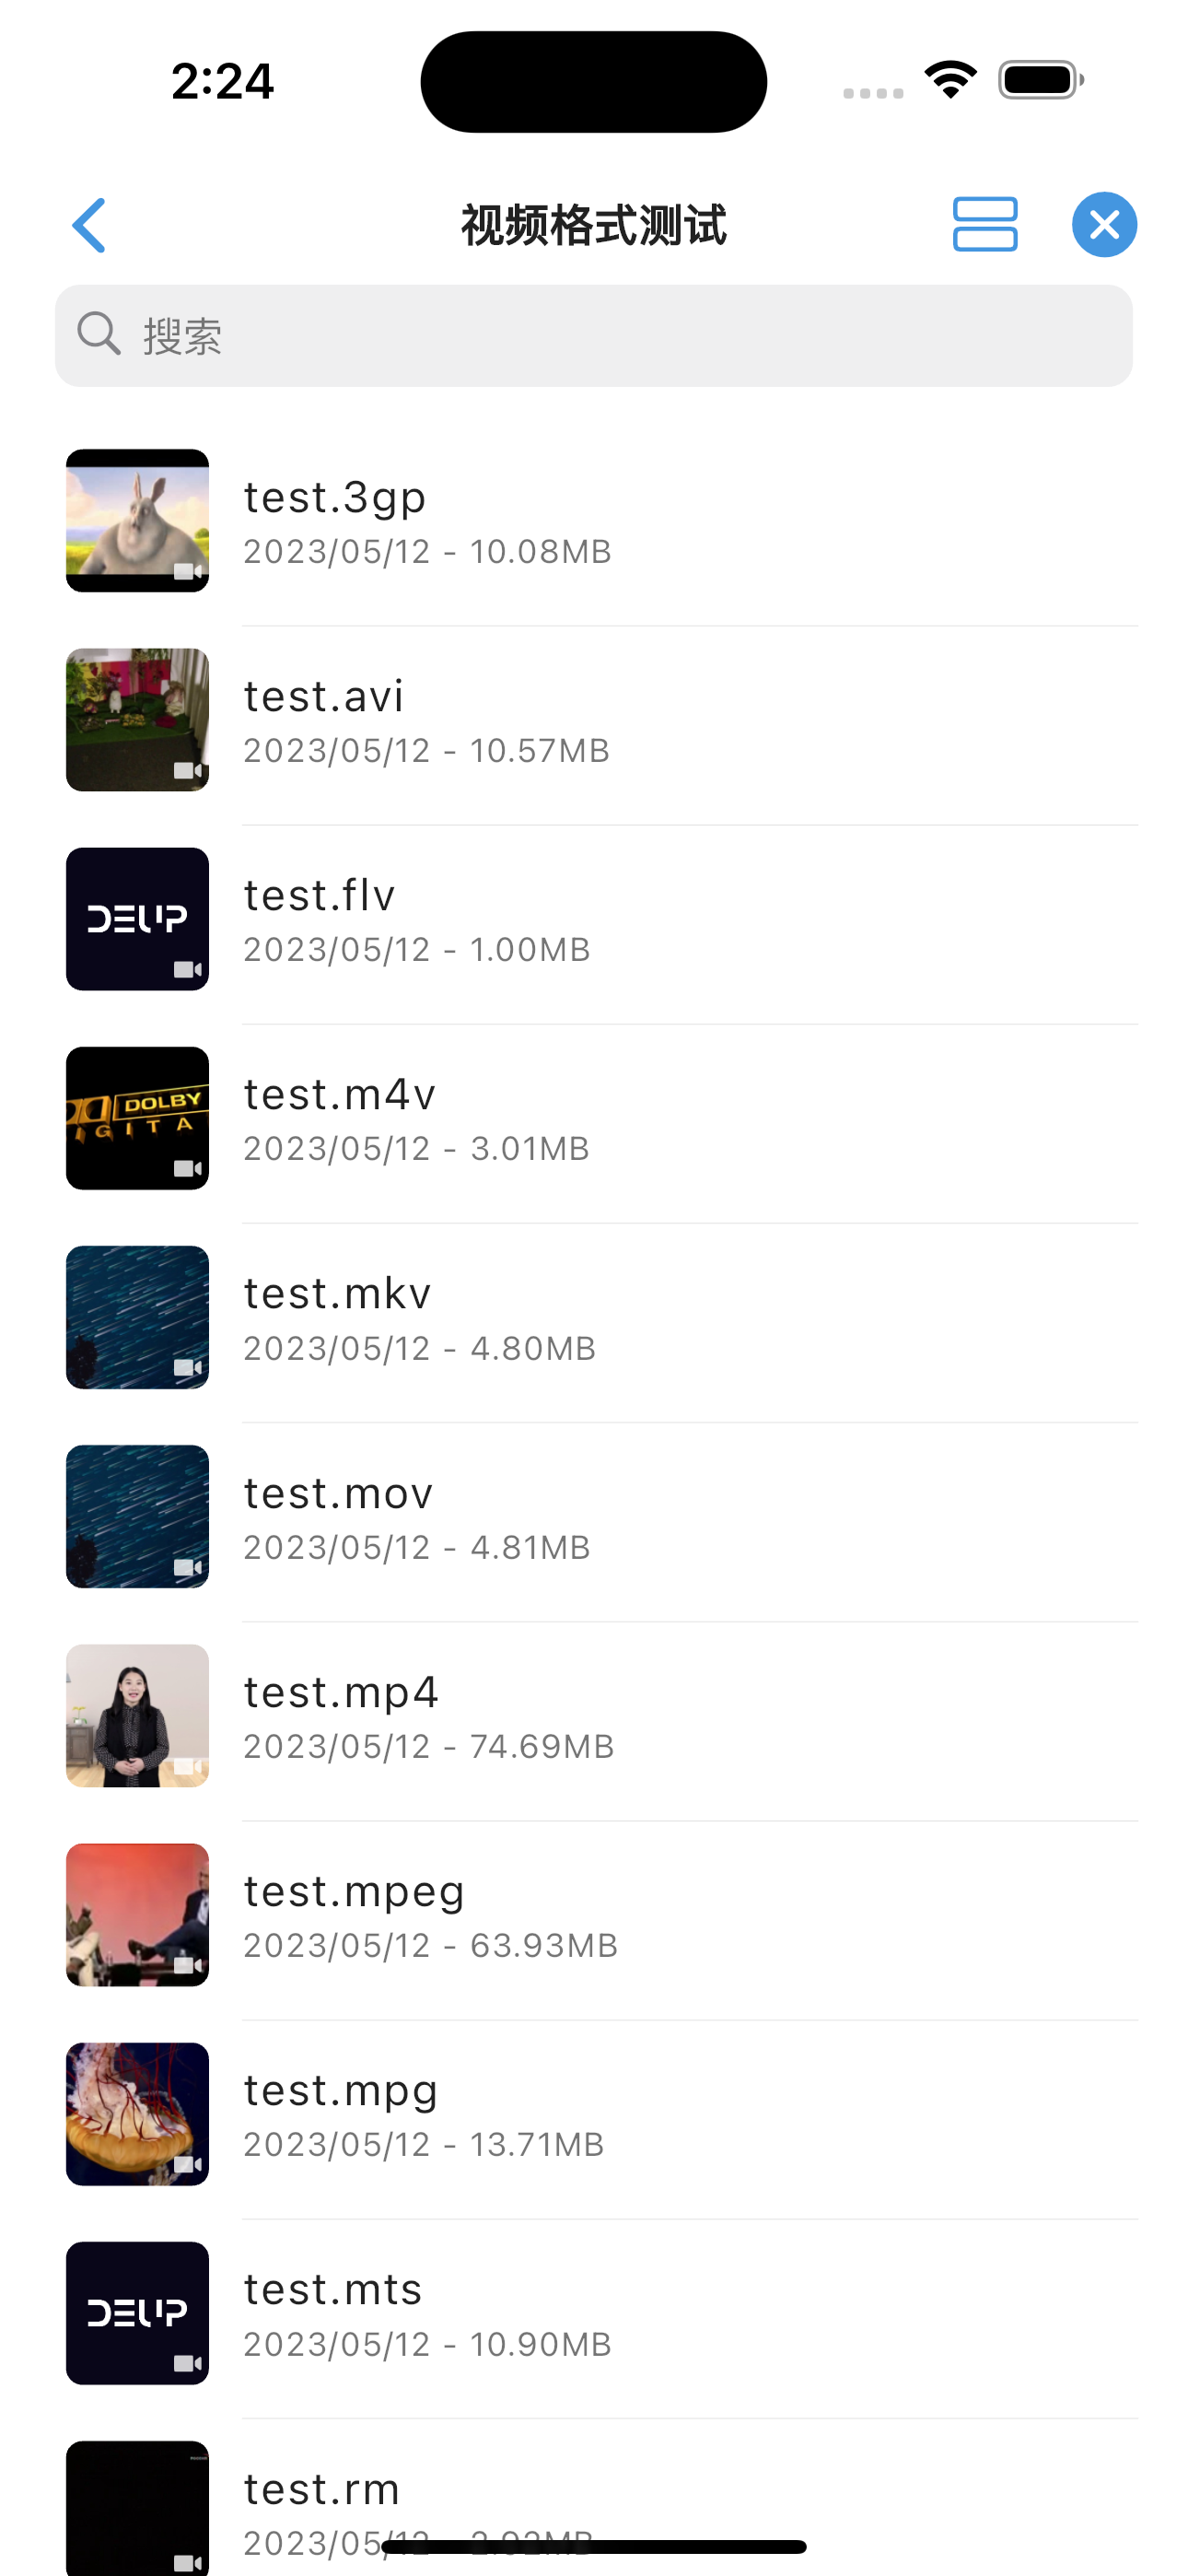 2:24
视频格式测试
搜索
test.3gp
2023/05/12 - 10.08MB
test.avi
2023/05/12 - 10.57MB
DEUP
test.flv
2023/05/12 - 1.00MB
DOLBY
IGITA
test.m4v
2023/05/12 - 3.01MB
test.mkv
2023/05/12 - 4.80MB
test.mov
2023/05/12 - 4.81MB
test.mp4
2023/05/12 - 74.69MB
test.mpeg
2023/05/12 - 63.93MB
test.mpg
2023/05/12 - 13.71MB
DEUP
test.mts
2023/05/12 - 10.90MB
test.rm
2023/05/12 - 2.92MB